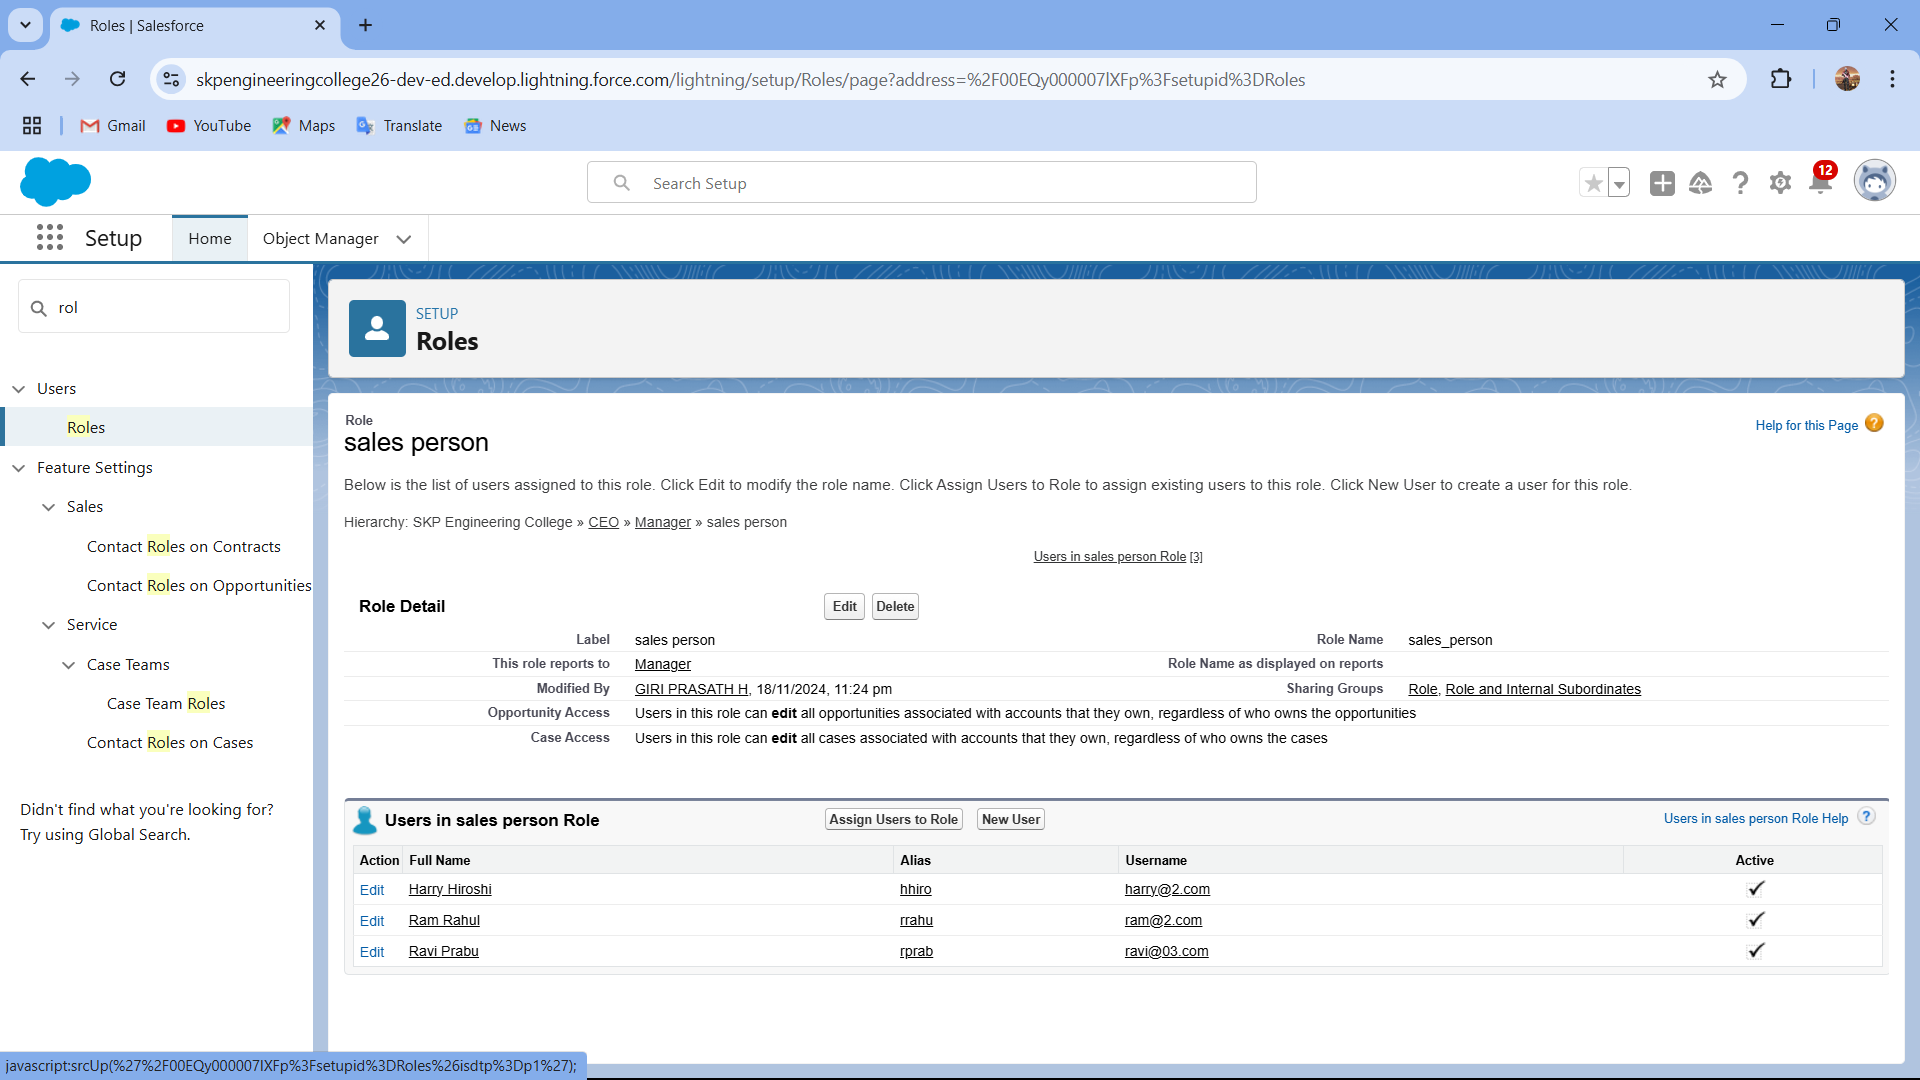 Roles | Salesforce
skpengineeringcollege26-dev-ed.develop.lightning.force.com/lightning/setup/Roles/page?address=%2F00EQy000007lXFp%3Fsetupid%3DRoles
Gmail YouTube Maps Translate News
Search Setup
12
Setup Home Object Manager
rol
Users
Roles
Feature Settings
Sales
Contact Roles on Contracts
Contact Roles on Opportunities
Service
Case Teams
Case Team Roles
Contact Roles on Cases
Didn't find what you're looking for?
Try using Global Search.
SETUP
Roles
Role
sales person
Help for this Page
Below is the list of users assigned to this role. Click Edit to modify the role name. Click Assign Users to Role to assign existing users to this role. Click New User to create a user for this role.
Hierarchy: SKP Engineering College » CEO » Manager » sales person
Users in sales person Role [3]
Role Detail Edit Delete
Label sales person Role Name sales_person
This role reports to Manager Role Name as displayed on reports
Modified By GIRI PRASATH H, 18/11/2024, 11:24 pm Sharing Groups Role, Role and Internal Subordinates
Opportunity Access Users in this role can edit all opportunities associated with accounts that they own, regardless of who owns the opportunities
Case Access Users in this role can edit all cases associated with accounts that they own, regardless of who owns the cases
Users in sales person Role Assign Users to Role New User Users in sales person Role Help ?
Action Full Name Alias Username Active
Edit Harry Hiroshi hhiro harry@2.com
Edit Ram Rahul rrahu ram@2.com
Edit Ravi Prabu rprab ravi@03.com
javascript:srcUp(%27%2F00EQy000007lXFp%3Fsetupid%3DRoles%26isdtp%3Dp1%27);